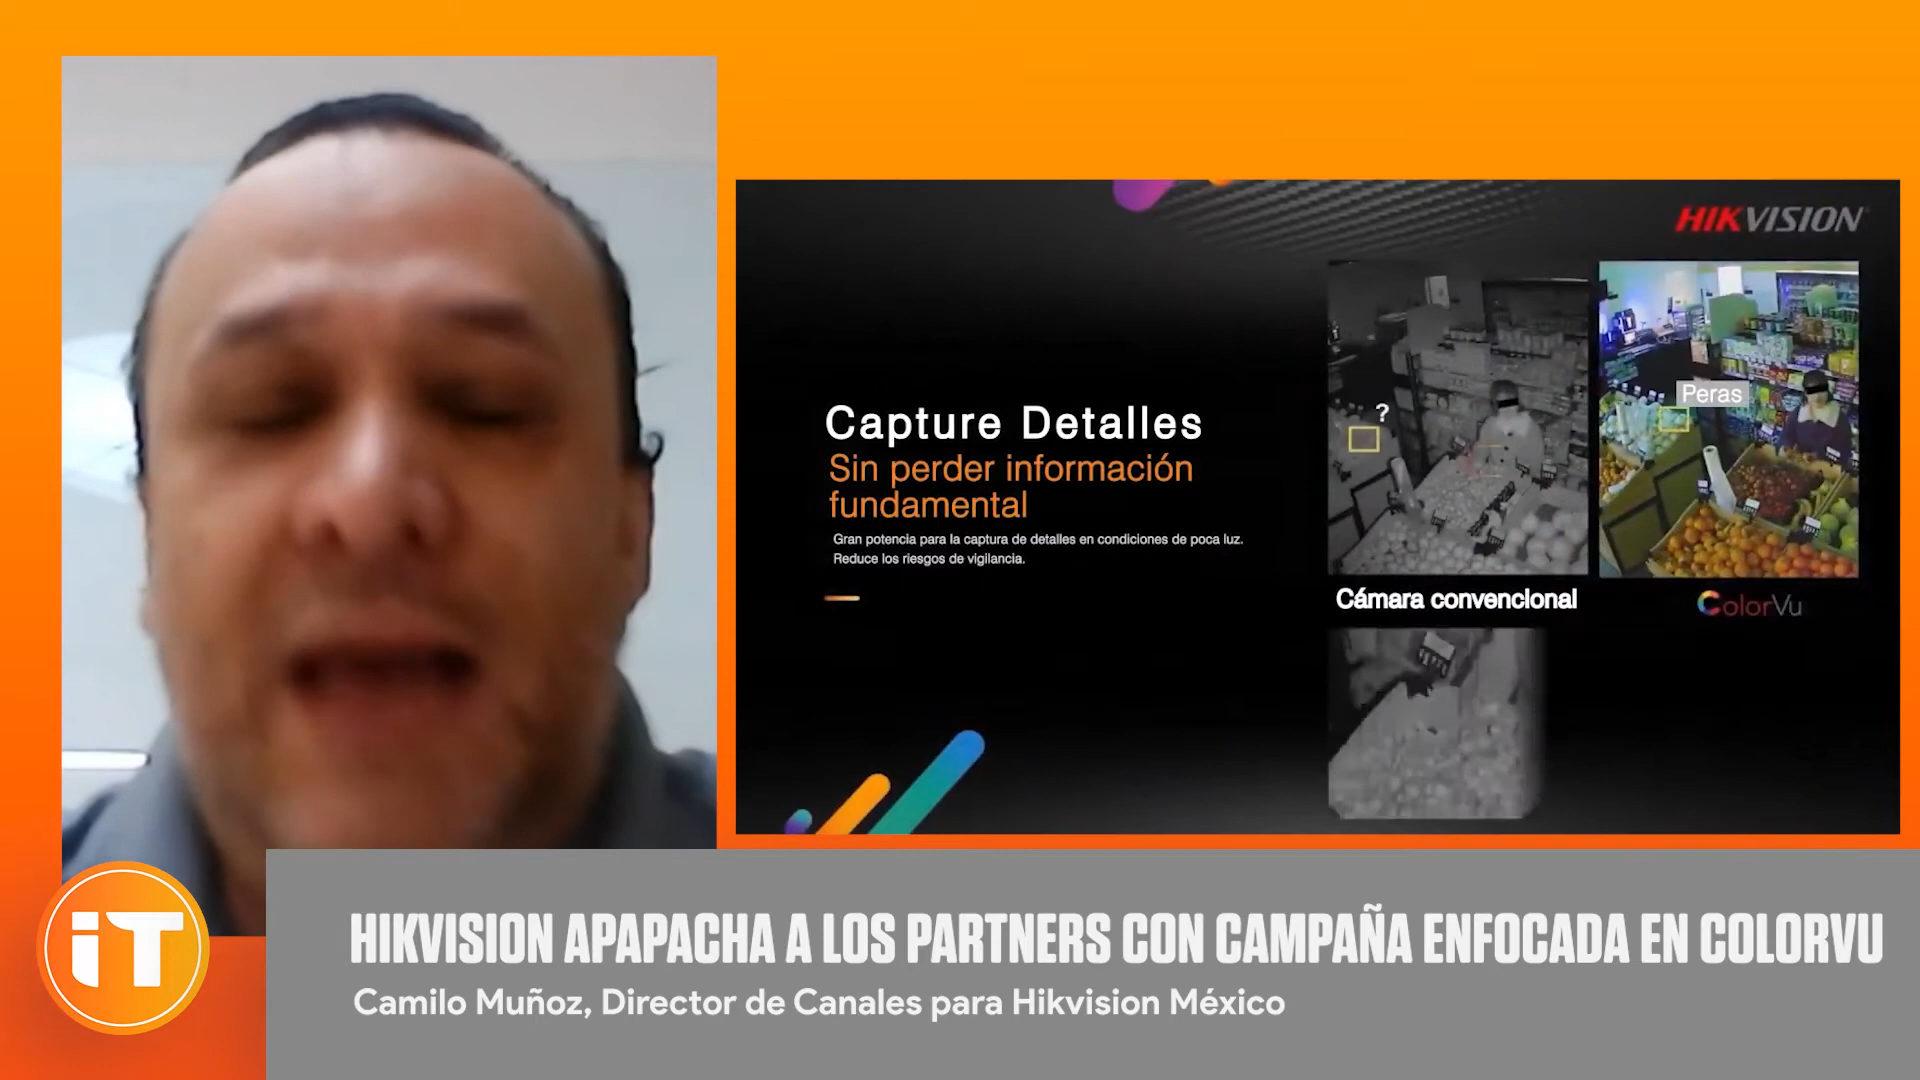 HIKVISION
Capture Detalles
Sin perder información
fundamental
Gran potencia para la captura de detalles en condiciones de poca luz.
Reduce los riesgos de vigilancia.
?
Peras
Cámara convencional
ColorVu
iT
HIKVISION APAPACHA A LOS PARTNERS CON CAMPAÑA ENFOCADA EN COLORVU
Camilo Muñoz, Director de Canales para Hikvision México